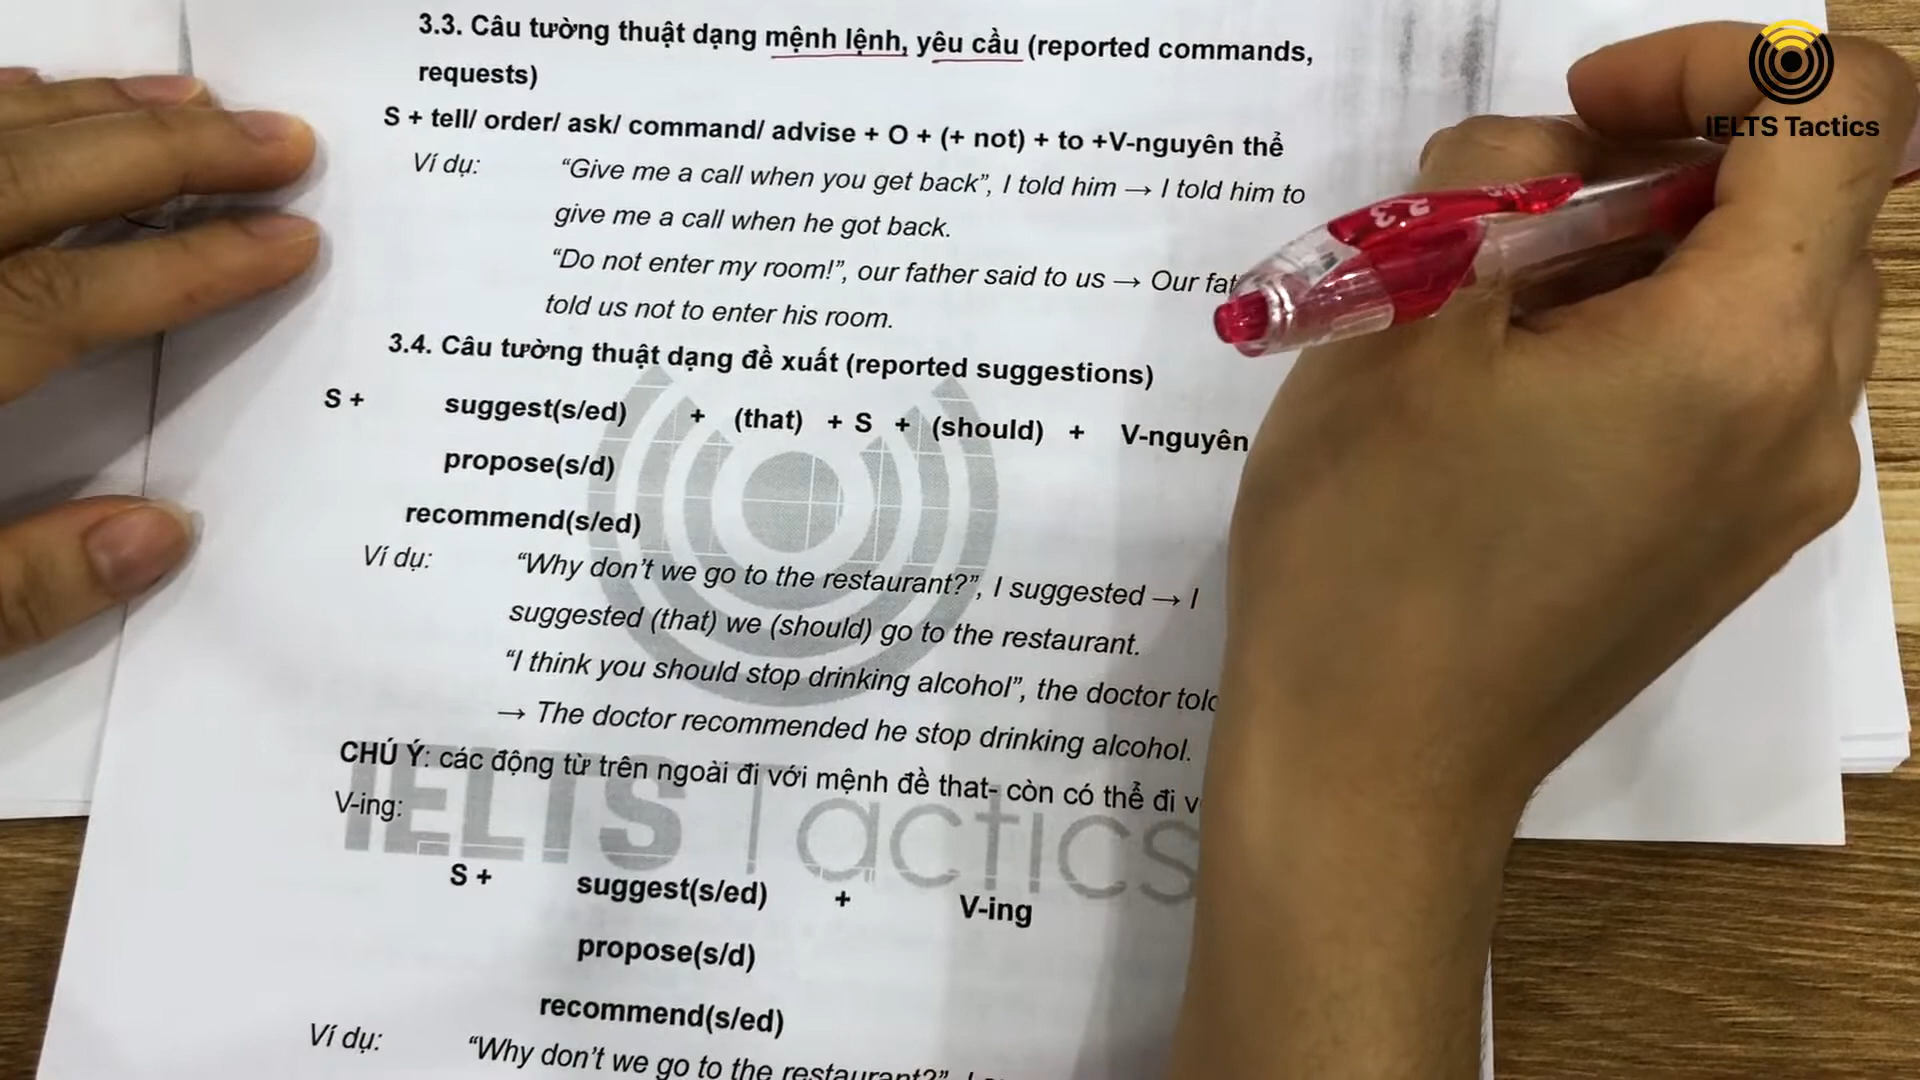 IELTS Tactics
3.3. Câu tường thuật dạng mệnh lệnh, yêu cầu (reported commands,
requests)
S + tell/ order/ ask/ command/ advise + O + (+ not) + to +V-nguyên thể
Ví dụ: “Give me a call when you get back”, I told him → I told him to
give me a call when he got back.
“Do not enter my room!”, our father said to us → Our
told us not to enter his room.
3.4. Câu tường thuật dạng đề xuất (reported suggestions)
S + suggest(s/ed) + (that) + S + (should) + V-nguyên
propose(s/d)
recommend(s/ed)
Ví dụ: “Why don’t we go to the restaurant?”, I suggested → I
suggested (that) we (should) go to the restaurant.
“I think you should stop drinking alcohol”, the doctor told
→ The doctor recommended he stop drinking alcohol.
CHÚ Ý: các động từ trên ngoài đi với mệnh đề that- còn có thể đi
V-ing:
IELTS Tactics
S + suggest(s/ed) + V-ing
propose(s/d)
recommend(s/ed)
Ví dụ: “Why don’t we go to the restaurant?”,